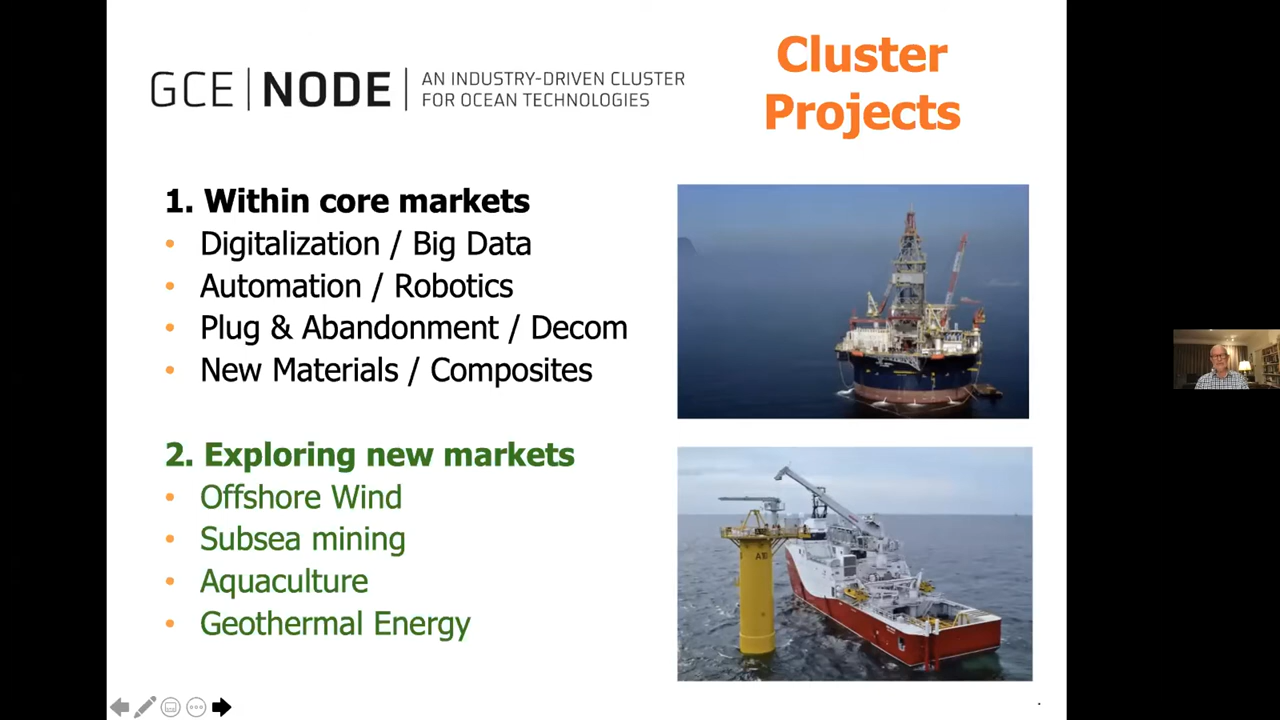 GCE NODE AN INDUSTRY-DRIVEN CLUSTER
FOR OCEAN TECHNOLOGIES
Cluster
Projects
1. Within core markets
• Digitalization / Big Data
• Automation / Robotics
• Plug & Abandonment / Decom
• New Materials / Composites
2. Exploring new markets
• Offshore Wind
• Subsea mining
• Aquaculture
• Geothermal Energy
A10